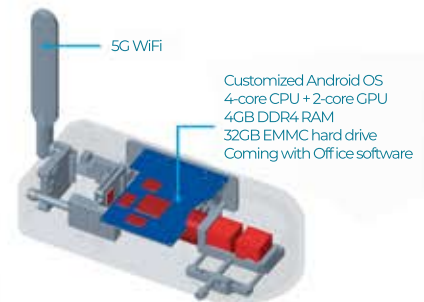 5G WiFi
Customized Android OS
4-core CPU + 2-core GPU
4GB DDR4 RAM
32GB EMMC hard drive
Coming with Off ice software